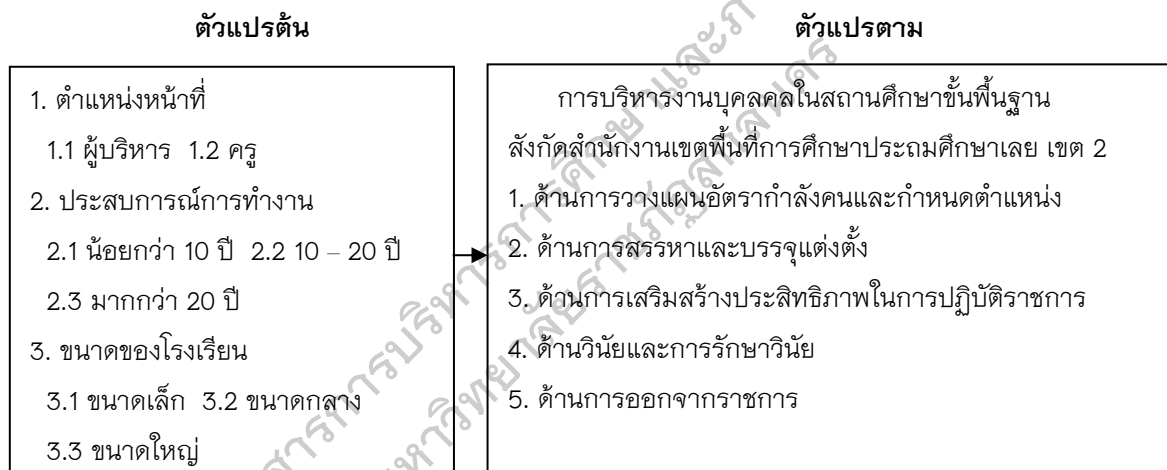 ตัวแปรต้น
1. ตำแหน่งหน้าที่
1.1 ผู้บริหาร 1.2 ครู
2. ประสบการณ์การทำงาน
2.1 น้อยกว่า 10 ปี 2.2 10 – 20 ปี
2.3 มากกว่า 20 ปี
3. ขนาดของโรงเรียน
3.1 ขนาดเล็ก 3.2 ขนาดกลาง
3.3 ขนาดใหญ่
ตัวแปรตาม
การบริหารงานบุคลคลในสถานศึกษาขั้นพื้นฐาน
สังกัดสำนักงานเขตพื้นที่การศึกษาประถมศึกษาเลย เขต 2
1. ด้านการวางแผนอัตรากำลังคนและกำหนดตำแหน่ง
2. ด้านการสรรหาและบรรจุแต่งตั้ง
3. ด้านการเสริมสร้างประสิทธิภาพในการปฏิบัติราชการ
4. ด้านวินัยและการรักษาวินัย
5. ด้านการออกจากราชการ